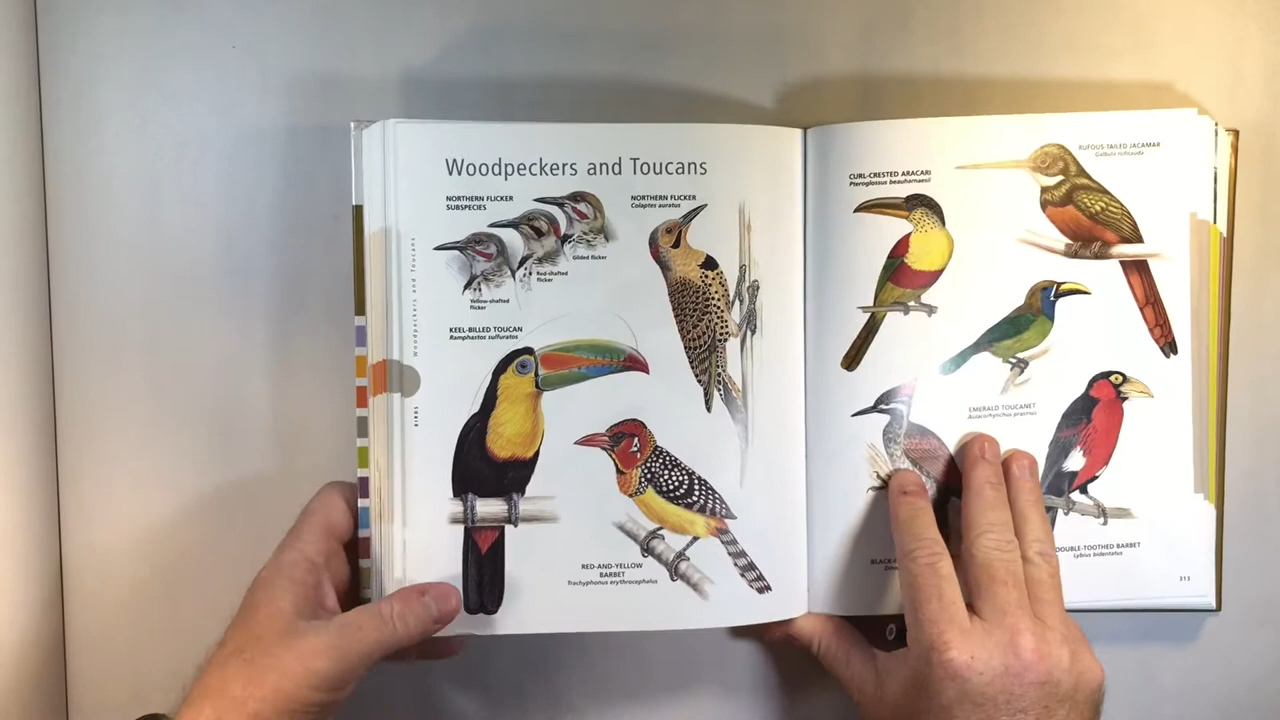 Woodpeckers and Toucans
NORTHERN FLICKER
SUBSPECIES
Gilded flicker
Red-shafted
flicker
Yellow-shafted
flicker
NORTHERN FLICKER
Colaptes auratus
KEEL-BILLED TOUCAN
Ramphastos sulfuratus
RED-AND-YELLOW
BARBET
Trachyphonus erythrocephalus
BIRDS Woodpeckers and Toucans
CURL-CRESTED ARACARI
Pteroglossus beauharnaesii
RUFOUS-TAILED JACAMAR
Galbula ruficauda
EMERALD TOUCANET
Aulacorhynchus prasinus
DOUBLE-TOOTHED BARBET
Lybius bidentatus
313